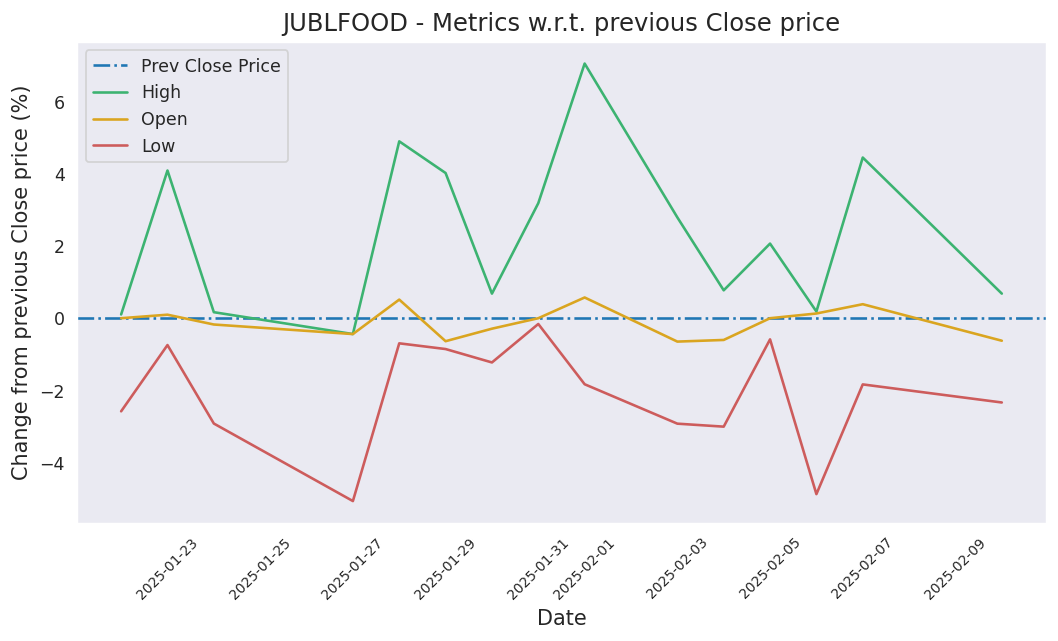 JUBLFOOD - Metrics w.r.t. previous Close price
Prev Close Price
High
Open
Low
Change from previous Close price (%)
6
4
2
0
−2
−4
2025-01-23
2025-01-25
2025-01-27
2025-01-29
2025-01-31
2025-02-01
2025-02-03
2025-02-05
2025-02-07
2025-02-09
Date